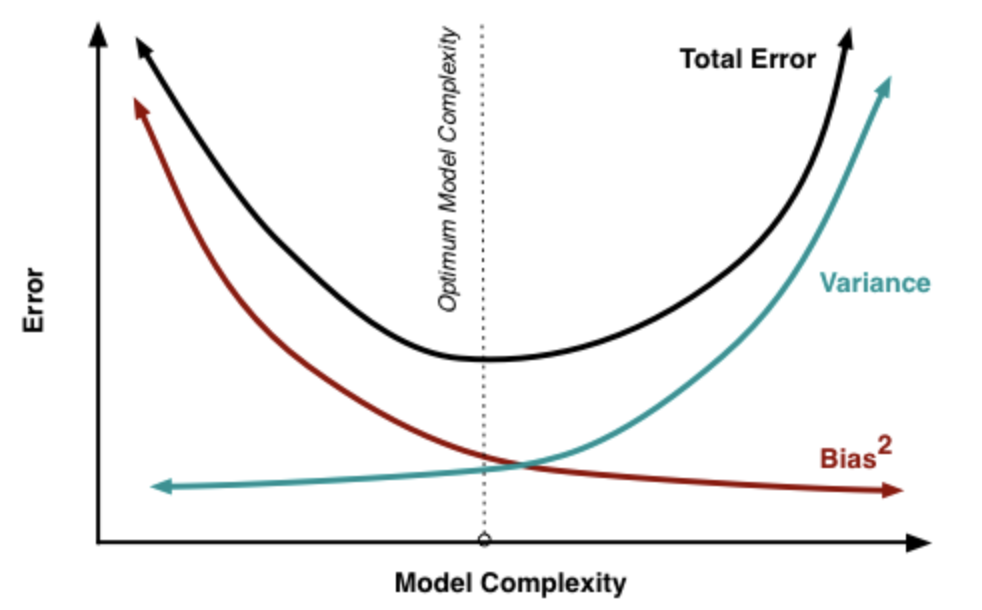 Optimum Model Complexity
Total Error
Variance
Error
Bias²
Model Complexity